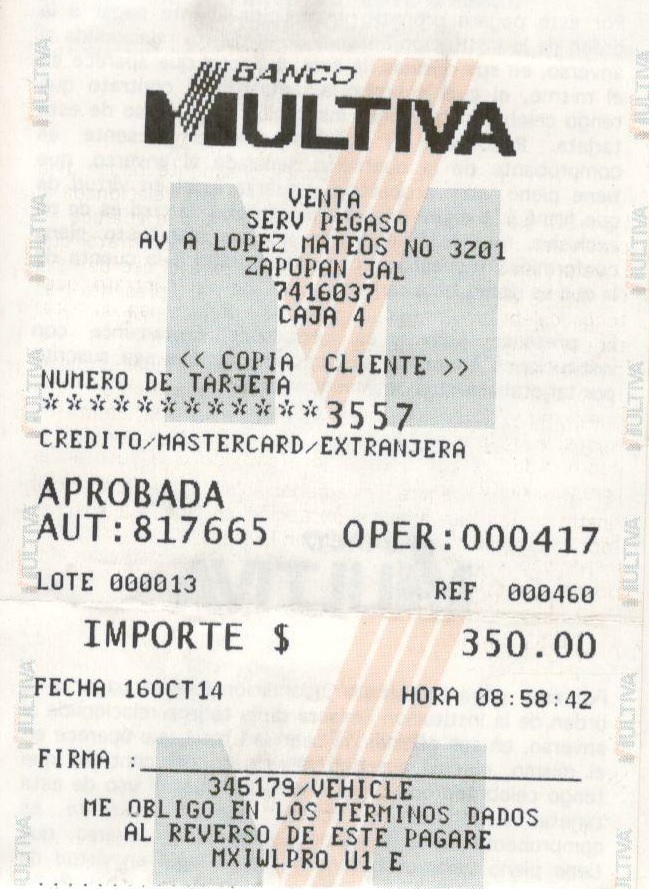 BANCO
MULTIVA
VENTA
SERV PEGASO
AV A LOPEZ MATEOS NO 3201
ZAPOPAN JAL
7416037
CAJA 4
<< COPIA CLIENTE >>
NUMERO DE TARJETA
************3557
CREDITO/MASTERCARD/EXTRANJERA
APROBADA
AUT:817665 OPER:000417
LOTE 000013 REF 000460
IMPORTE $ 350.00
FECHA 16OCT14 HORA 08:58:42
FIRMA :
345179/VEHICLE
ME OBLIGO EN LOS TERMINOS DADOS
AL REVERSO DE ESTE PAGARE
MXIWLPRO U1 E